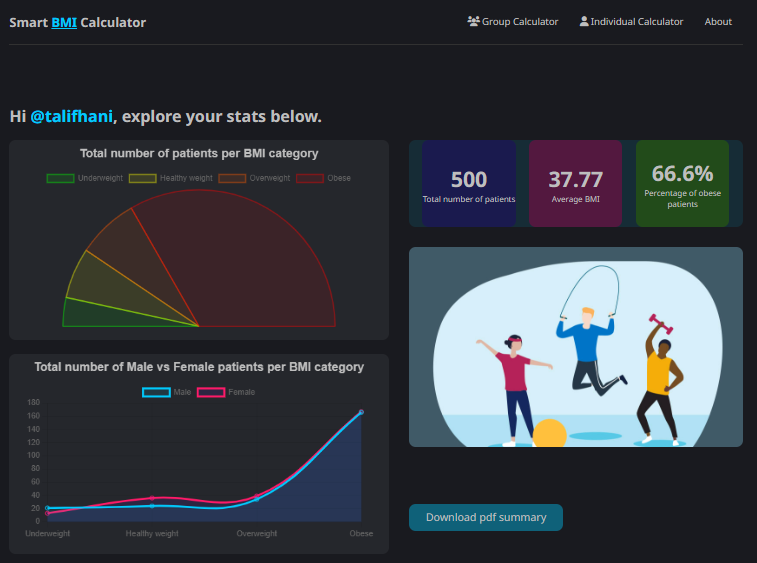 Smart BMI Calculator
Group Calculator
Individual Calculator
About
Hi @talifhani, explore your stats below.
Total number of patients per BMI category
Underweight
Healthy weight
Overweight
Obese
500
Total number of patients
37.77
Average BMI
66.6%
Percentage of obese
patients
Total number of Male vs Female patients per BMI category
Male
Female
180
160
140
120
100
80
60
40
20
0
Underweight
Healthy weight
Overweight
Obese
Download pdf summary